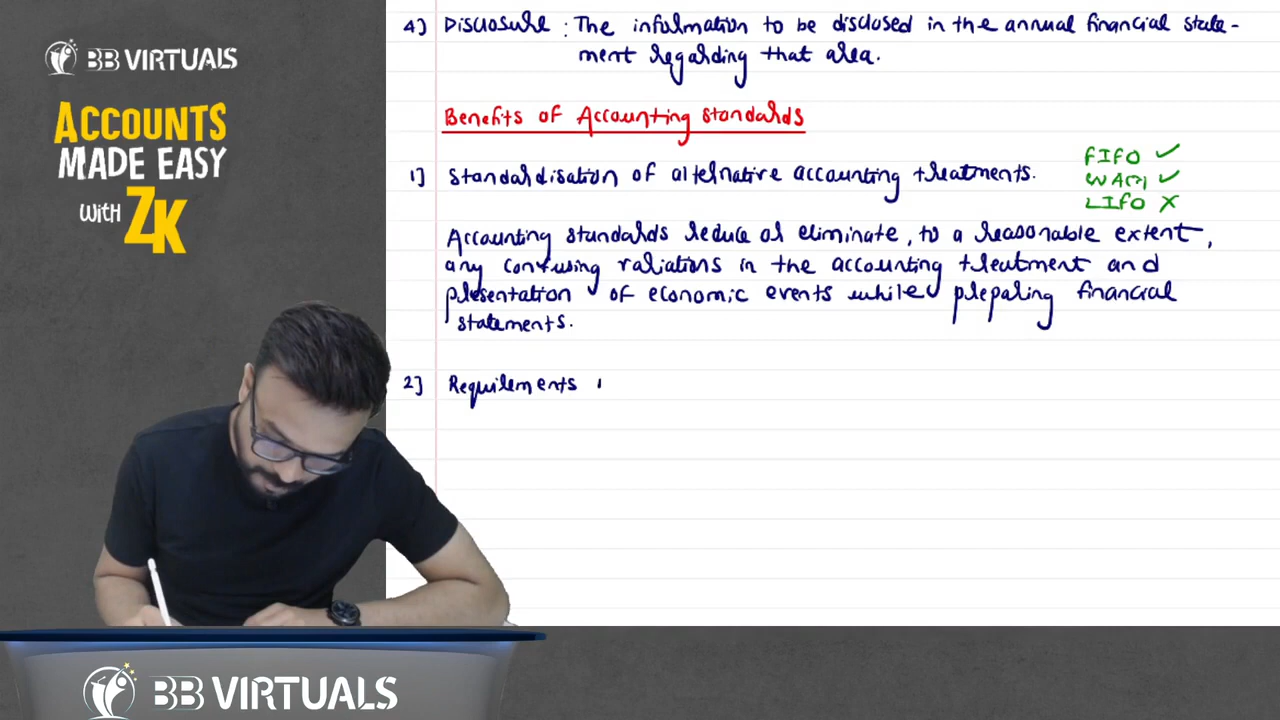 BB VIRTUALS
ACCOUNTS
MADE EASY
with ZK
4] Disclosure : The information to be disclosed in the annual financial state-
ment regarding that area.
Benefits of Accounting standards
1] Standardisation of alternative accounting treatments.
FIFO ✓
WAM ✓
LIFO X
Accounting standards reduce or eliminate, to a reasonable extent,
any confusing variations in the accounting treatment and
presentation of economic events while preparing financial
statements.
2] Requirements
BB VIRTUALS